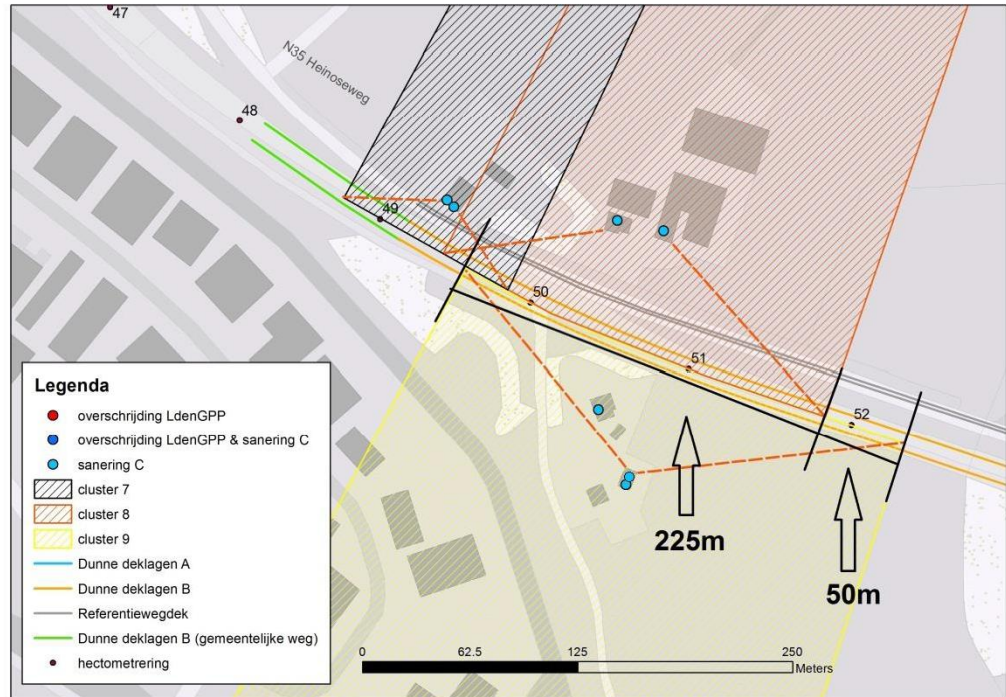 47
N35 Heinoseweg
48
49
50
51
52
225m
50m
Legenda
overschrijding LdenGPP
overschrijding LdenGPP & sanering C
sanering C
cluster 7
cluster 8
cluster 9
Dunne deklagen A
Dunne deklagen B
Referentiewegdek
Dunne deklagen B (gemeentelijke weg)
hectometrering
0 62.5 125 250
Meters